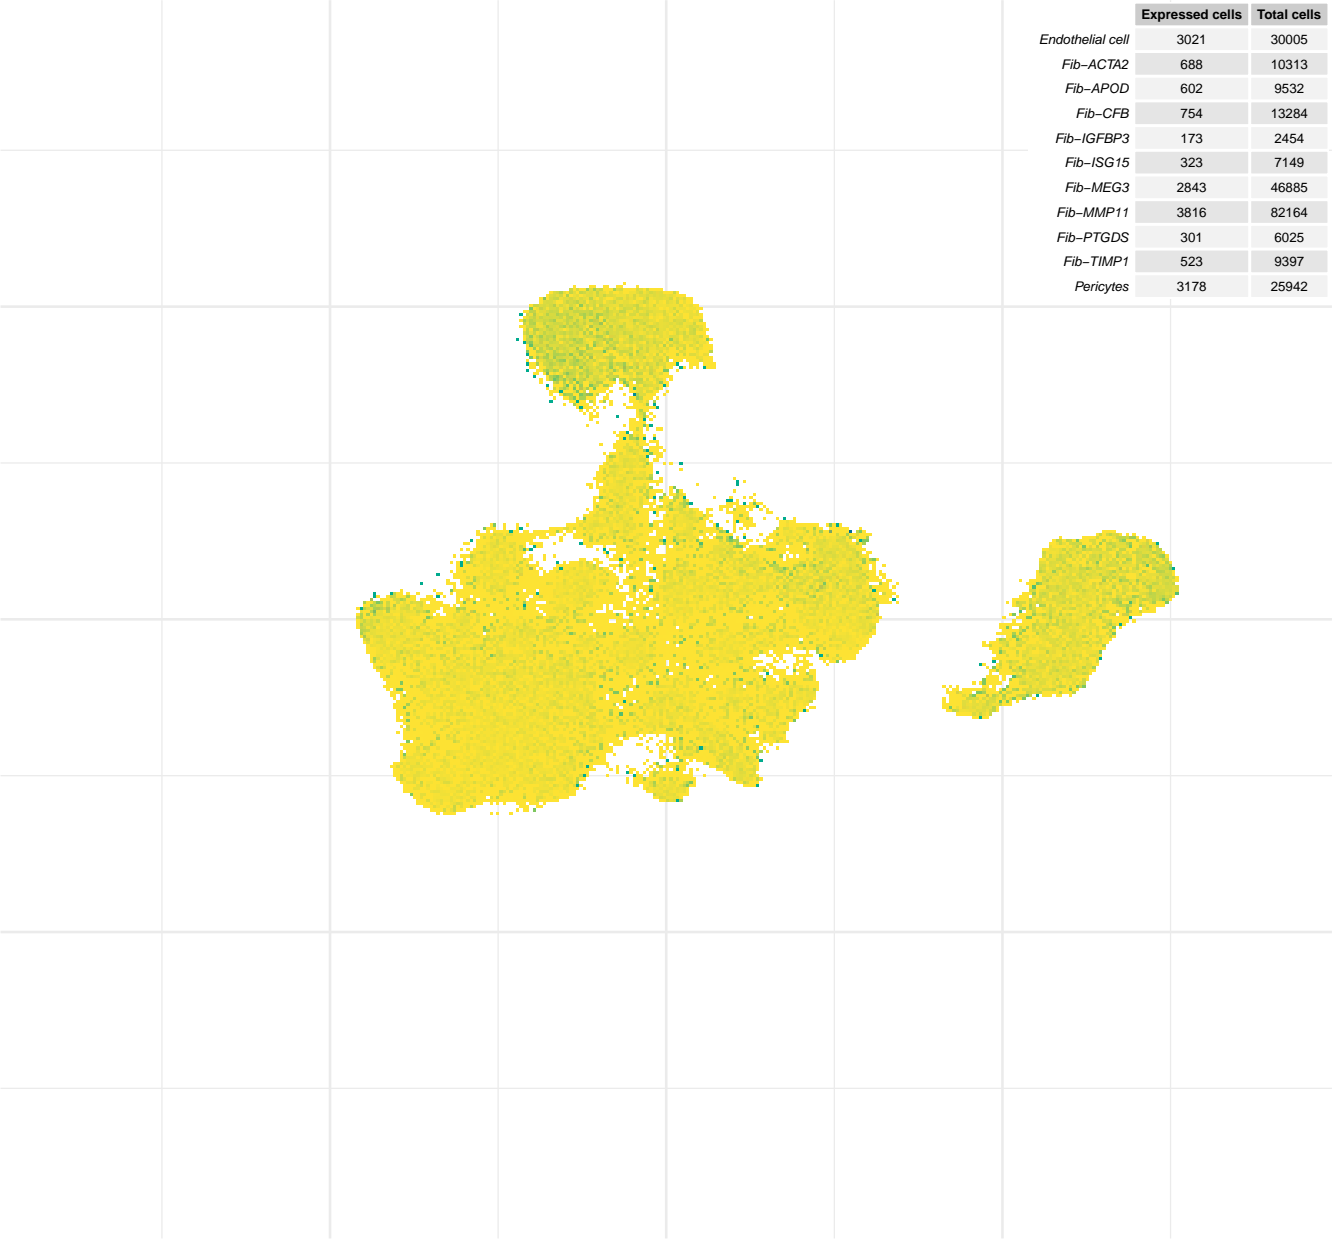 Expressed cells Total cells
Endothelial cell 3021 30005
Fib−ACTA2 688 10313
Fib−APOD 602 9532
Fib−CFB 754 13284
Fib−IGFBP3 173 2454
Fib−ISG15 323 7149
Fib−MEG3 2843 46885
Fib−MMP11 3816 82164
Fib−PTGDS 301 6025
Fib−TIMP1 523 9397
Pericytes 3178 25942